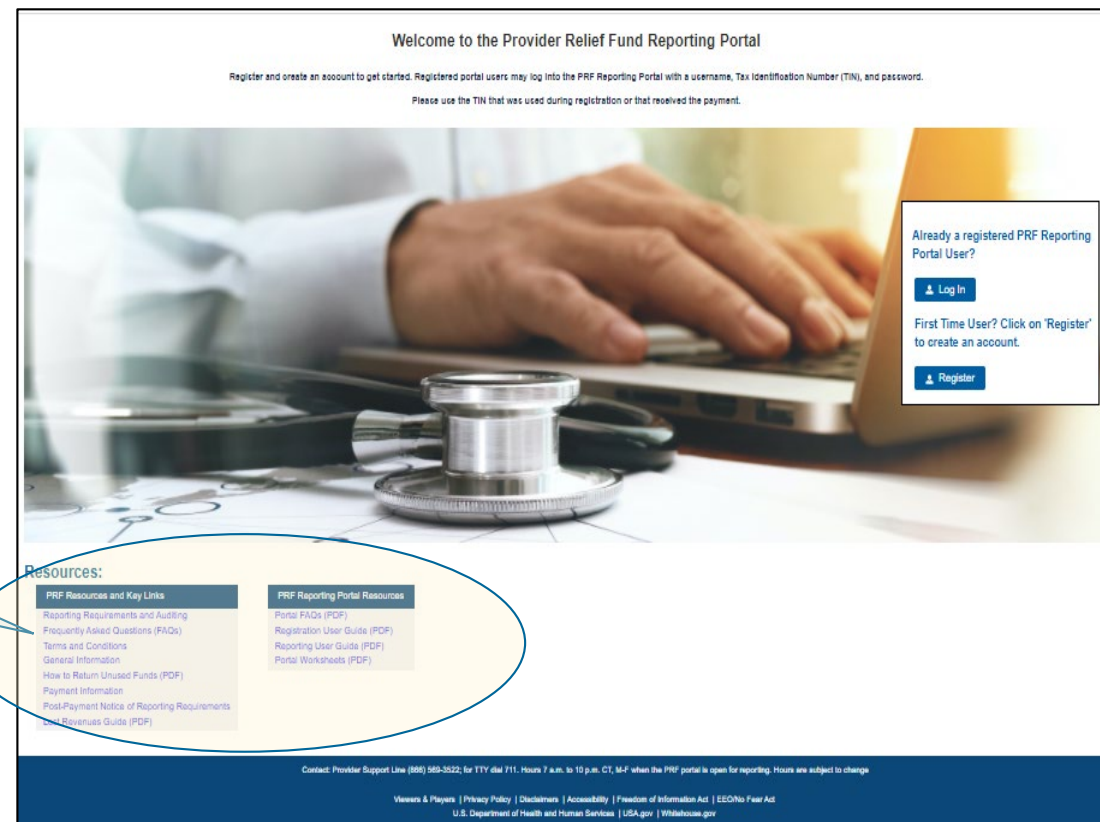 Welcome to the Provider Relief Fund Reporting Portal
Register and create an account to get started. Registered portal users may log into the PRF Reporting Portal with a username, Tax Identification Number (TIN), and password.
Please use the TIN that was used during registration or that received the payment.
Already a registered PRF Reporting
Portal User?
Log In
First Time User? Click on 'Register'
to create an account.
Register
Resources:
PRF Resources and Key Links
Reporting Requirements and Auditing
Frequently Asked Questions (FAQs)
Terms and Conditions
General Information
How to Return Unused Funds (PDF)
Payment Information
Post-Payment Notice of Reporting Requirements
Lost Revenues Guide (PDF)
PRF Reporting Portal Resources
Portal FAQs (PDF)
Registration User Guide (PDF)
Reporting User Guide (PDF)
Portal Worksheets (PDF)
Contact: Provider Support Line (866) 569-3522; for TTY dial 711. Hours 7 a.m. to 10 p.m. CT, M-F when the PRF portal is open for reporting. Hours are subject to change
Viewers & Players | Privacy Policy | Disclaimers | Accessibility | Freedom of Information Act | EEO/No Fear Act
U.S. Department of Health and Human Services | USA.gov | Whitehouse.gov